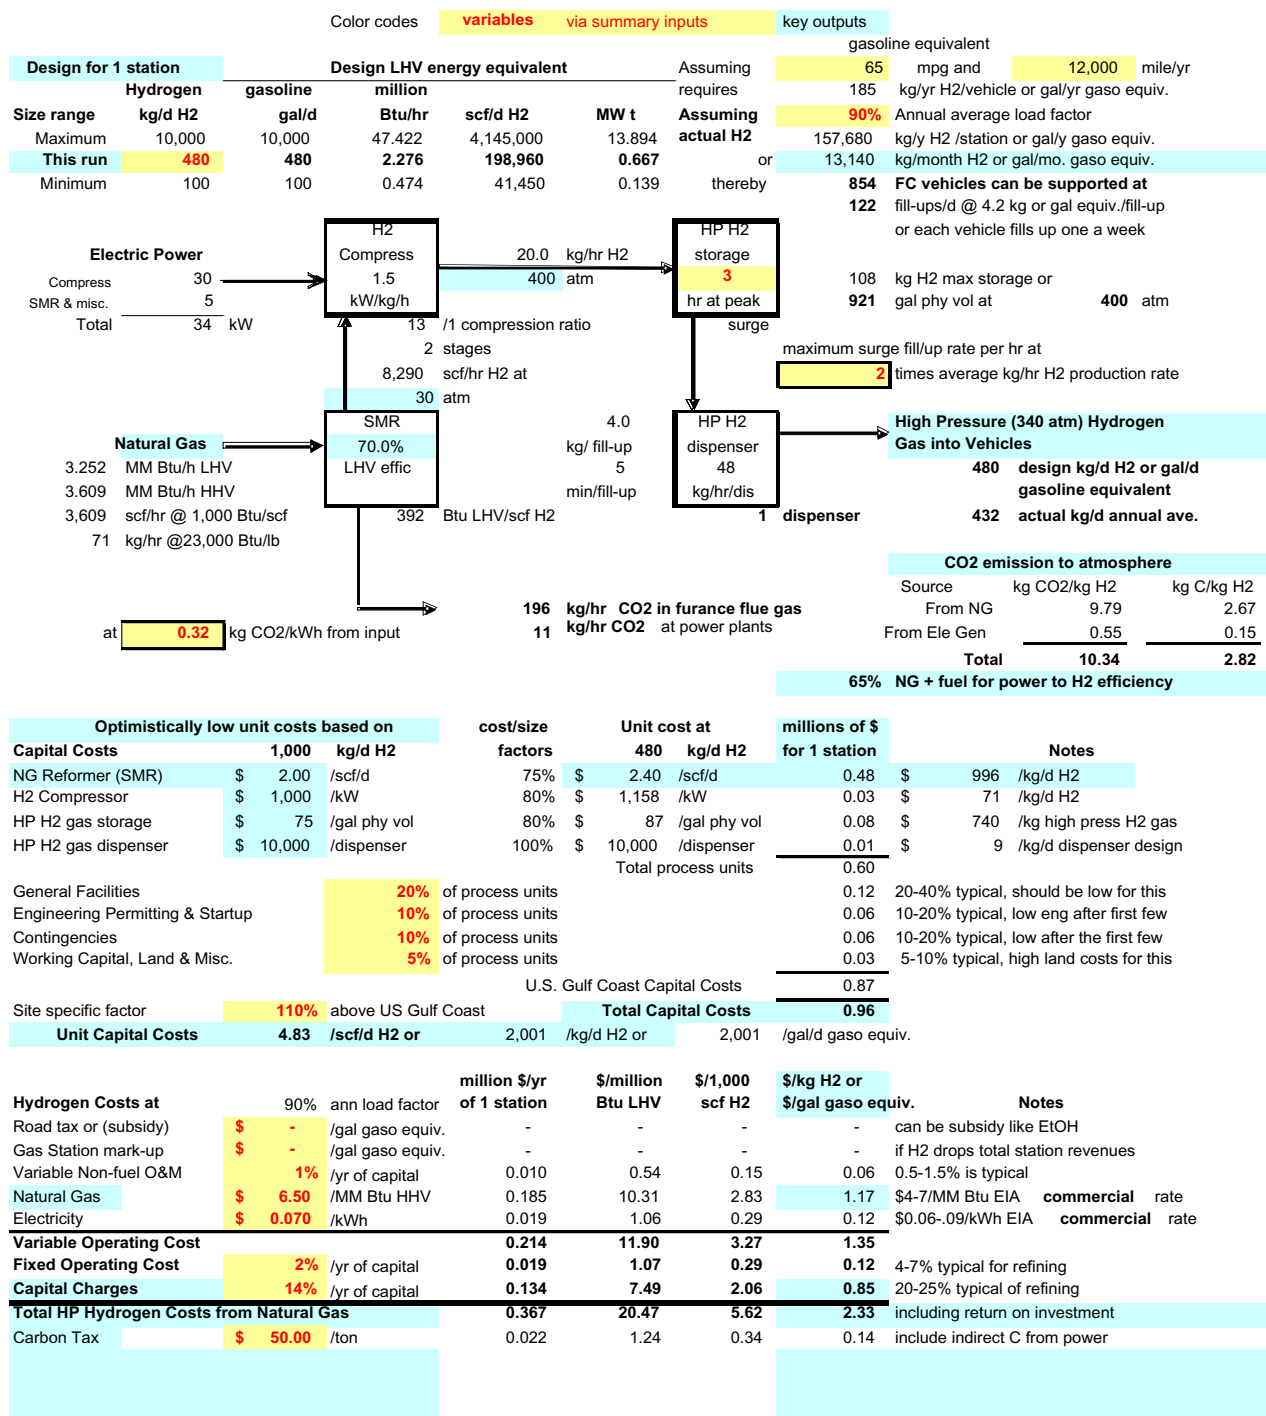 Color codes variables via summary inputs key outputs
gasoline equivalent
Design for 1 station Design LHV energy equivalent Assuming 65 mpg and 12,000 mile/yr
Hydrogen gasoline million requires 185 kg/yr H2/vehicle or gal/yr gaso equiv.
Size range kg/d H2 gal/d Btu/hr scf/d H2 MW t Assuming 90% Annual average load factor
Maximum 10,000 10,000 47.422 4,145,000 13.894 actual H2 157,680 kg/y H2 /station or gal/y gaso equiv.
This run 480 480 2.276 198,960 0.667 or 13,140 kg/month H2 or gal/mo. gaso equiv.
Minimum 100 100 0.474 41,450 0.139 thereby 854 FC vehicles can be supported at
122 fill-ups/d @ 4.2 kg or gal equiv./fill-up
H2 HP H2 or each vehicle fills up one a week
Electric Power Compress 20.0 kg/hr H2 storage
Compress 30 1.5 400 atm 3 108 kg H2 max storage or
SMR & misc. 5 kW/kg/h hr at peak 921 gal phy vol at 400 atm
Total 34 kW 13 /1 compression ratio surge
2 stages maximum surge fill/up rate per hr at
8,290 scf/hr H2 at 2 times average kg/hr H2 production rate
30 atm
SMR 4.0 HP H2 High Pressure (340 atm) Hydrogen
Natural Gas 70.0% kg/ fill-up dispenser Gas into Vehicles
3.252 MM Btu/h LHV LHV effic 5 48 480 design kg/d H2 or gal/d
3.609 MM Btu/h HHV min/fill-up kg/hr/dis gasoline equivalent
3,609 scf/hr @ 1,000 Btu/scf 392 Btu LHV/scf H2 1 dispenser 432 actual kg/d annual ave.
71 kg/hr @23,000 Btu/lb
CO2 emission to atmosphere
Source kg CO2/kg H2 kg C/kg H2
196 kg/hr CO2 in furance flue gas From NG 9.79 2.67
at 0.32 kg CO2/kWh from input 11 kg/hr CO2 at power plants From Ele Gen 0.55 0.15
Total 10.34 2.82
65% NG + fuel for power to H2 efficiency
Optimistically low unit costs based on cost/size Unit cost at millions of $
Capital Costs 1,000 kg/d H2 factors 480 kg/d H2 for 1 station Notes
NG Reformer (SMR) $ 2.00 /scf/d 75% $ 2.40 /scf/d 0.48 $ 996 /kg/d H2
H2 Compressor $ 1,000 /kW 80% $ 1,158 /kW 0.03 $ 71 /kg/d H2
HP H2 gas storage $ 75 /gal phy vol 80% $ 87 /gal phy vol 0.08 $ 740 /kg high press H2 gas
HP H2 gas dispenser $ 10,000 /dispenser 100% $ 10,000 /dispenser 0.01 $ 9 /kg/d dispenser design
Total process units 0.60
General Facilities 20% of process units 0.12 20-40% typical, should be low for this
Engineering Permitting & Startup 10% of process units 0.06 10-20% typical, low eng after first few
Contingencies 10% of process units 0.06 10-20% typical, low after the first few
Working Capital, Land & Misc. 5% of process units 0.03 5-10% typical, high land costs for this
U.S. Gulf Coast Capital Costs 0.87
Site specific factor 110% above US Gulf Coast Total Capital Costs 0.96
Unit Capital Costs 4.83 /scf/d H2 or 2,001 /kg/d H2 or 2,001 /gal/d gaso equiv.
million $/yr $/million $/1,000 $/kg H2 or
Hydrogen Costs at 90% ann load factor of 1 station Btu LHV scf H2 $/gal gaso equiv. Notes
Road tax or (subsidy) $ - /gal gaso equiv. - - - - can be subsidy like EtOH
Gas Station mark-up $ - /gal gaso equiv. - - - - if H2 drops total station revenues
Variable Non-fuel O&M 1% /yr of capital 0.010 0.54 0.15 0.06 0.5-1.5% is typical
Natural Gas $ 6.50 /MM Btu HHV 0.185 10.31 2.83 1.17 $4-7/MM Btu EIA commercial rate
Electricity $ 0.070 /kWh 0.019 1.06 0.29 0.12 $0.06-.09/kWh EIA commercial rate
Variable Operating Cost 0.214 11.90 3.27 1.35
Fixed Operating Cost 2% /yr of capital 0.019 1.07 0.29 0.12 4-7% typical for refining
Capital Charges 14% /yr of capital 0.134 7.49 2.06 0.85 20-25% typical of refining
Total HP Hydrogen Costs from Natural Gas 0.367 20.47 5.62 2.33 including return on investment
Carbon Tax $ 50.00 /ton 0.022 1.24 0.34 0.14 include indirect C from power